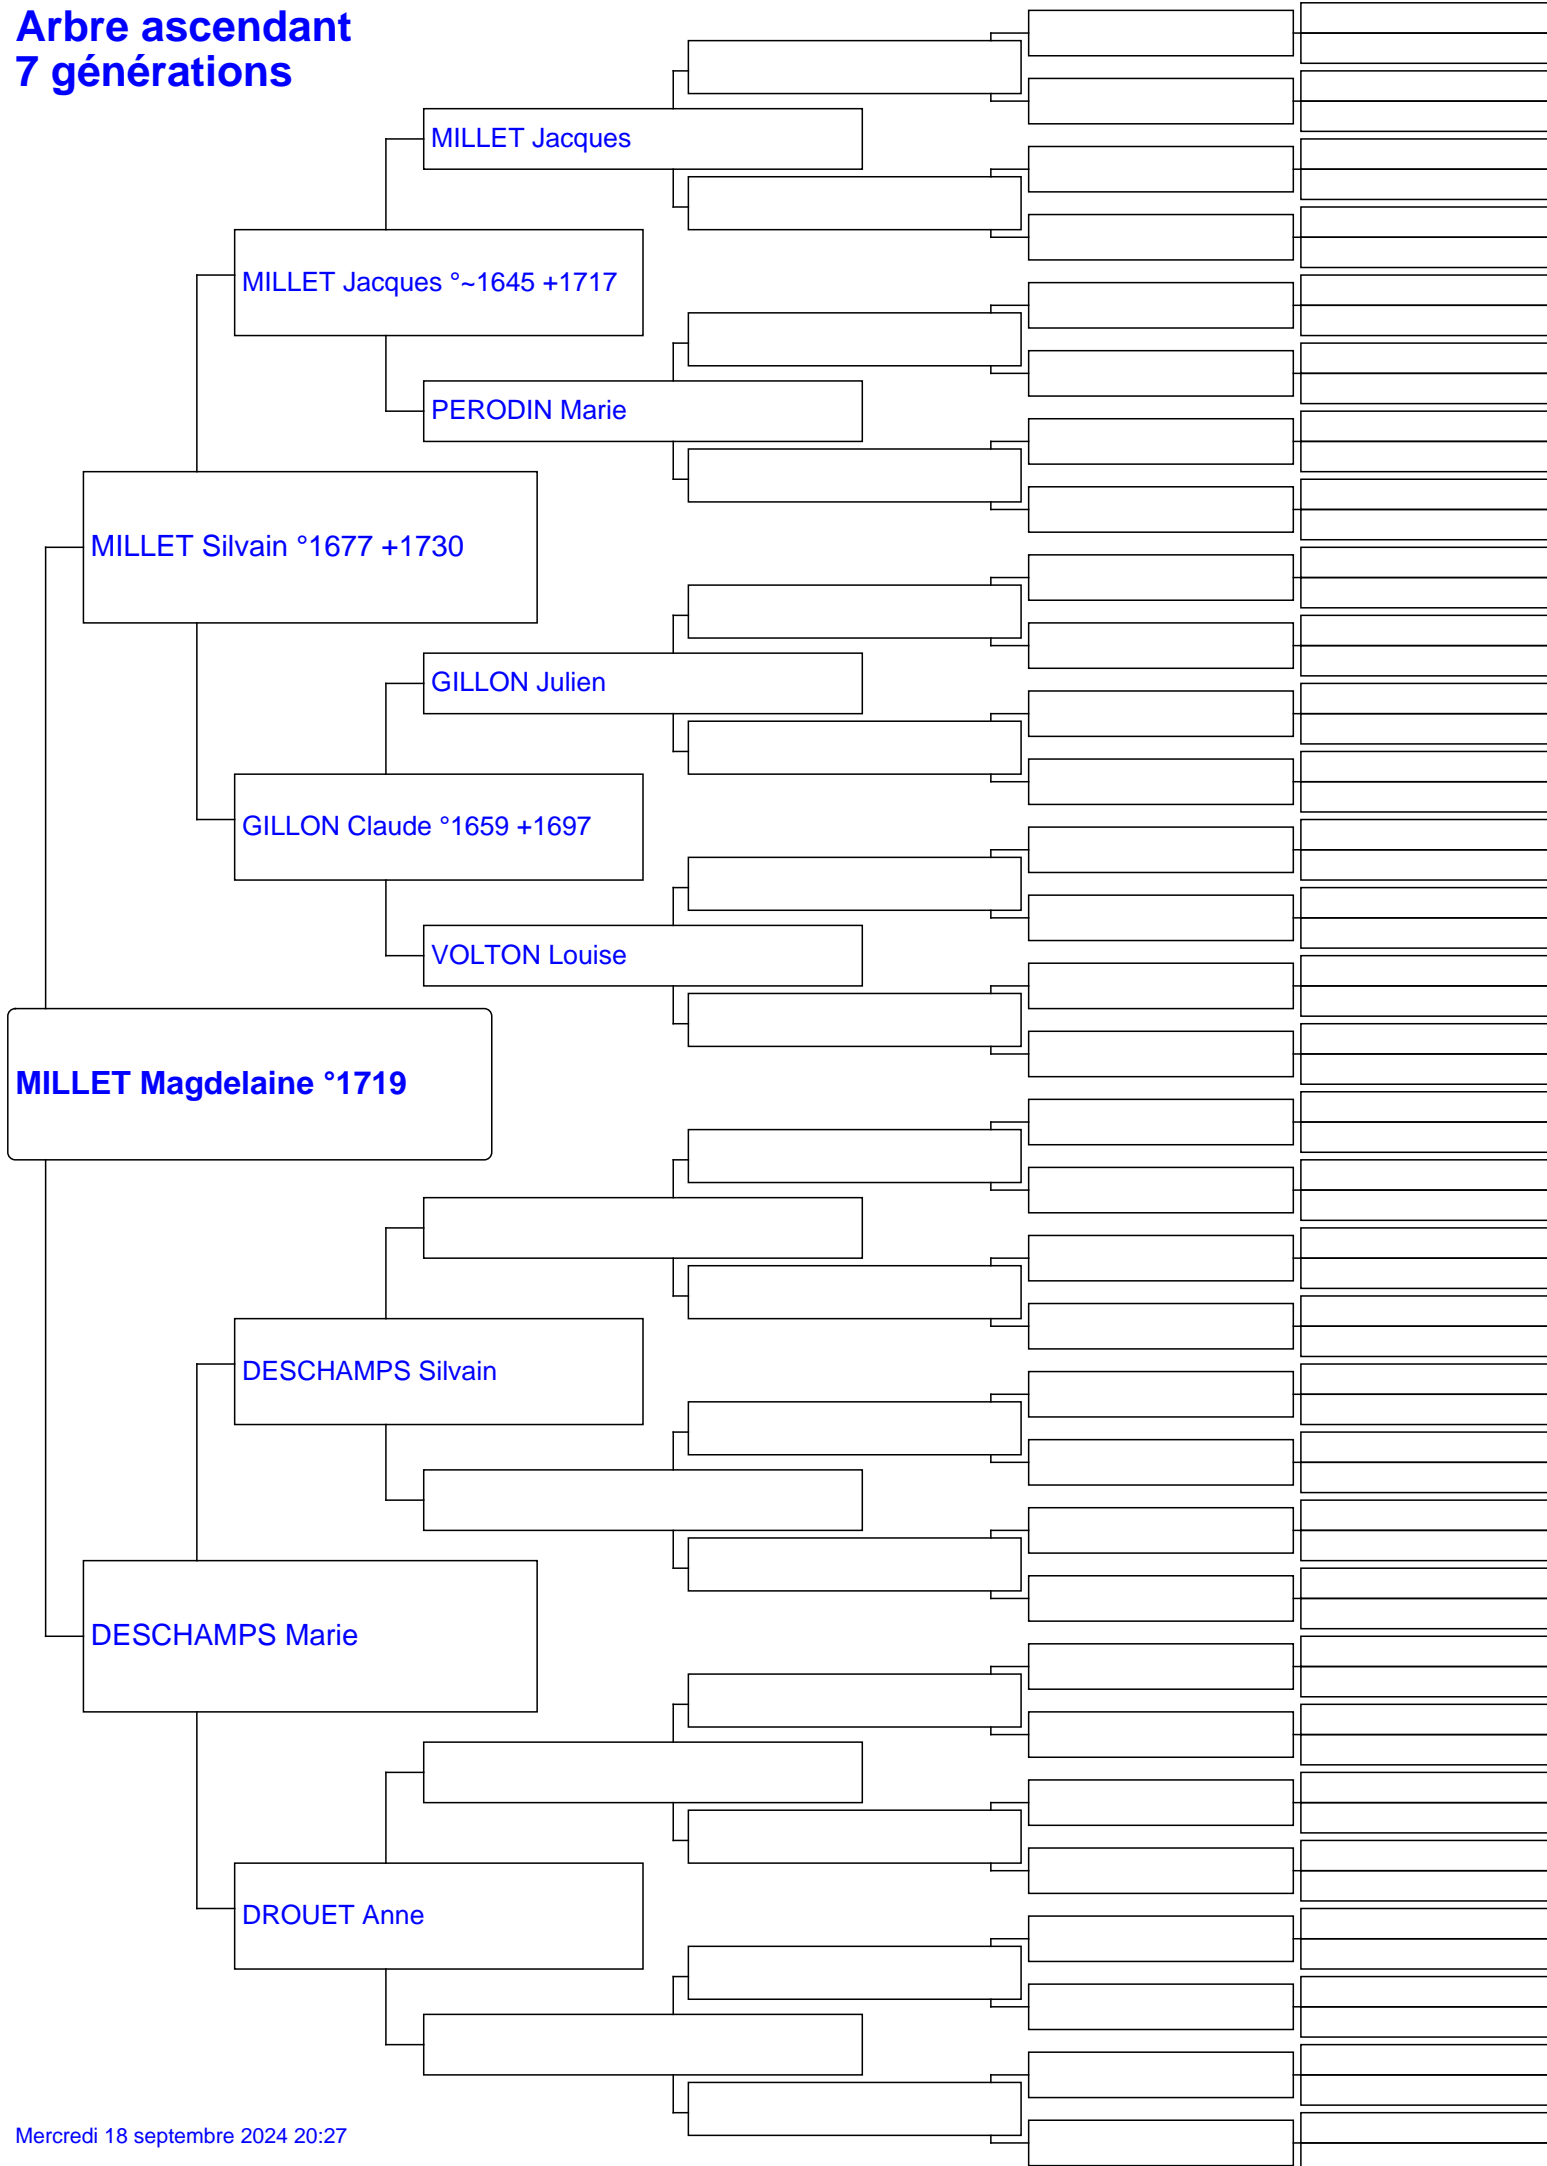 Arbre ascendant
7 générations
MILLET Jacques
MILLET Jacques °~1645 +1717
PERODIN Marie
MILLET Silvain °1677 +1730
GILLON Julien
GILLON Claude °1659 +1697
VOLTON Louise
MILLET Magdelaine °1719
DESCHAMPS Silvain
DESCHAMPS Marie
DROUET Anne
Mercredi 18 septembre 2024 20:27